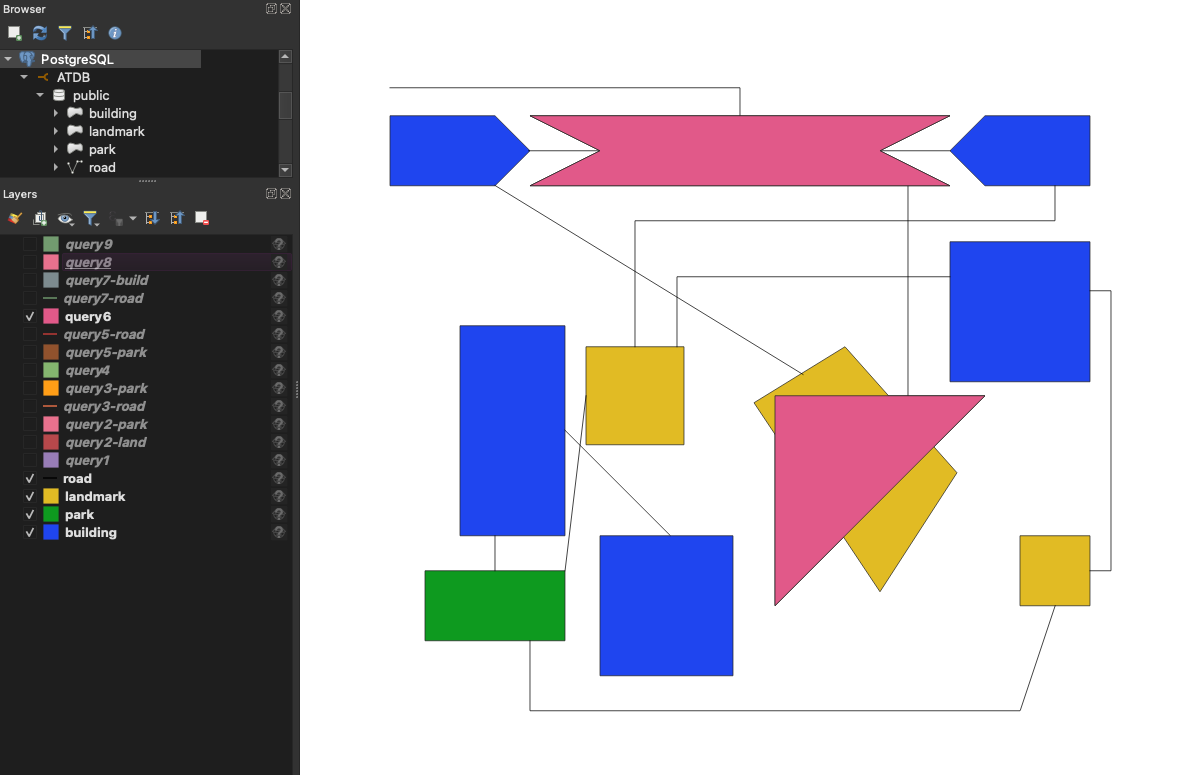 Browser
PostgreSQL
ATDB
public
building
landmark
park
road
Layers
query9
query8
query7-build
query7-road
query6
query5-road
query5-park
query4
query3-park
query3-road
query2-park
query2-land
query1
road
landmark
park
building